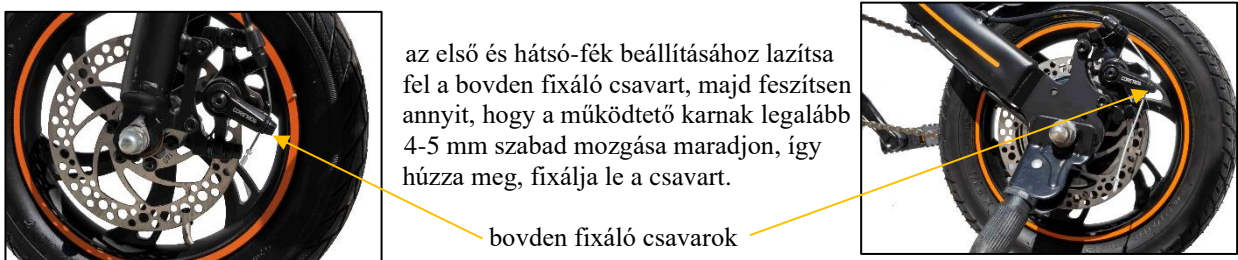 az első és hátsó-fék beállításához lazítsa
fel a bovden fixáló csavart, majd feszítsen
annyit, hogy a működtető karnak legalább
4-5 mm szabad mozgása maradjon, így
húzza meg, fixálja le a csavart.
bovden fixáló csavarok